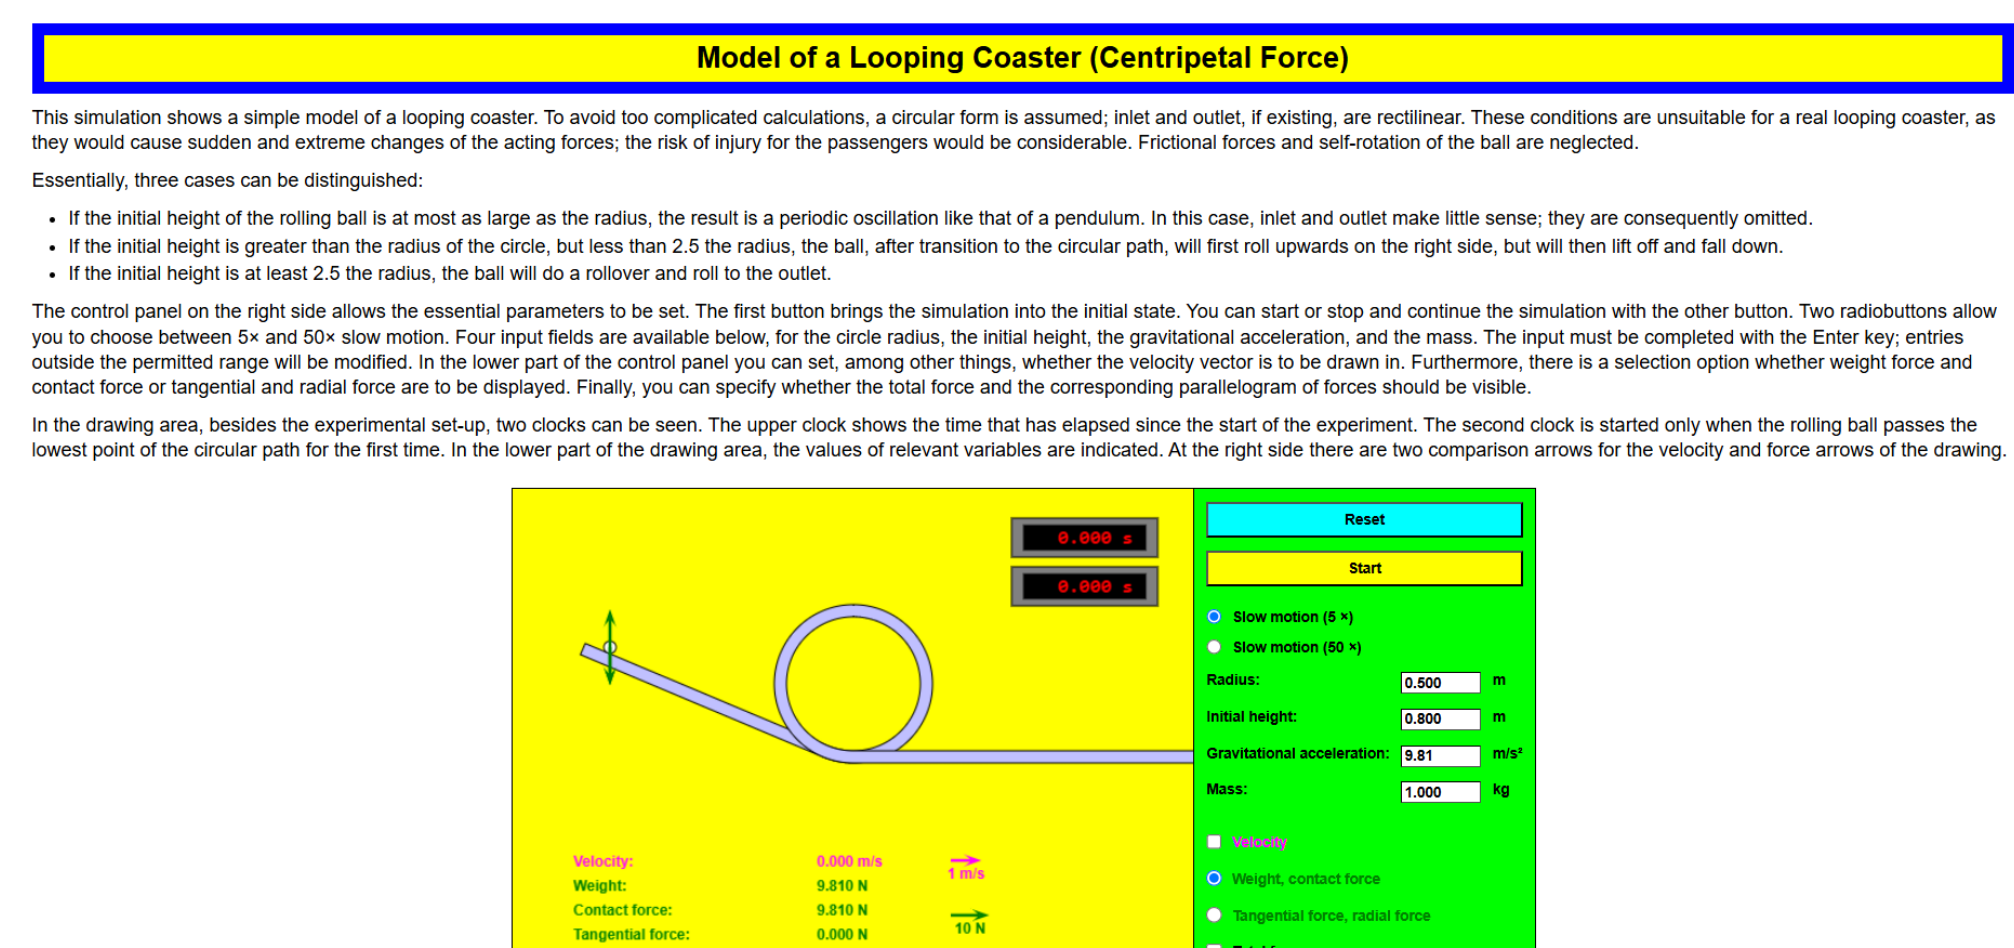 Model of a Looping Coaster (Centripetal Force)
This simulation shows a simple model of a looping coaster. To avoid too complicated calculations, a circular form is assumed; inlet and outlet, if existing, are rectilinear. These conditions are unsuitable for a real looping coaster, as
they would cause sudden and extreme changes of the acting forces; the risk of injury for the passengers would be considerable. Frictional forces and self-rotation of the ball are neglected.
Essentially, three cases can be distinguished:
• If the initial height of the rolling ball is at most as large as the radius, the result is a periodic oscillation like that of a pendulum. In this case, inlet and outlet make little sense; they are consequently omitted.
• If the initial height is greater than the radius of the circle, but less than 2.5 the radius, the ball, after transition to the circular path, will first roll upwards on the right side, but will then lift off and fall down.
• If the initial height is at least 2.5 the radius, the ball will do a rollover and roll to the outlet.
The control panel on the right side allows the essential parameters to be set. The first button brings the simulation into the initial state. You can start or stop and continue the simulation with the other button. Two radiobuttons allow
you to choose between 5× and 50× slow motion. Four input fields are available below, for the circle radius, the initial height, the gravitational acceleration, and the mass. The input must be completed with the Enter key; entries
outside the permitted range will be modified. In the lower part of the control panel you can set, among other things, whether the velocity vector is to be drawn in. Furthermore, there is a selection option whether weight force and
contact force or tangential and radial force are to be displayed. Finally, you can specify whether the total force and the corresponding parallelogram of forces should be visible.
In the drawing area, besides the experimental set-up, two clocks can be seen. The upper clock shows the time that has elapsed since the start of the experiment. The second clock is started only when the rolling ball passes the
lowest point of the circular path for the first time. In the lower part of the drawing area, the values of relevant variables are indicated. At the right side there are two comparison arrows for the velocity and force arrows of the drawing.
0.000 s
0.000 s
Velocity: 0.000 m/s
1 m/s
Weight: 9.810 N
Contact force: 9.810 N
10 N
Tangential force: 0.000 N
Reset
Start
Slow motion (5 ×)
Slow motion (50 ×)
Radius: 0.500 m
Initial height: 0.800 m
Gravitational acceleration: 9.81 m/s²
Mass: 1.000 kg
Velocity
Weight, contact force
Tangential force, radial force